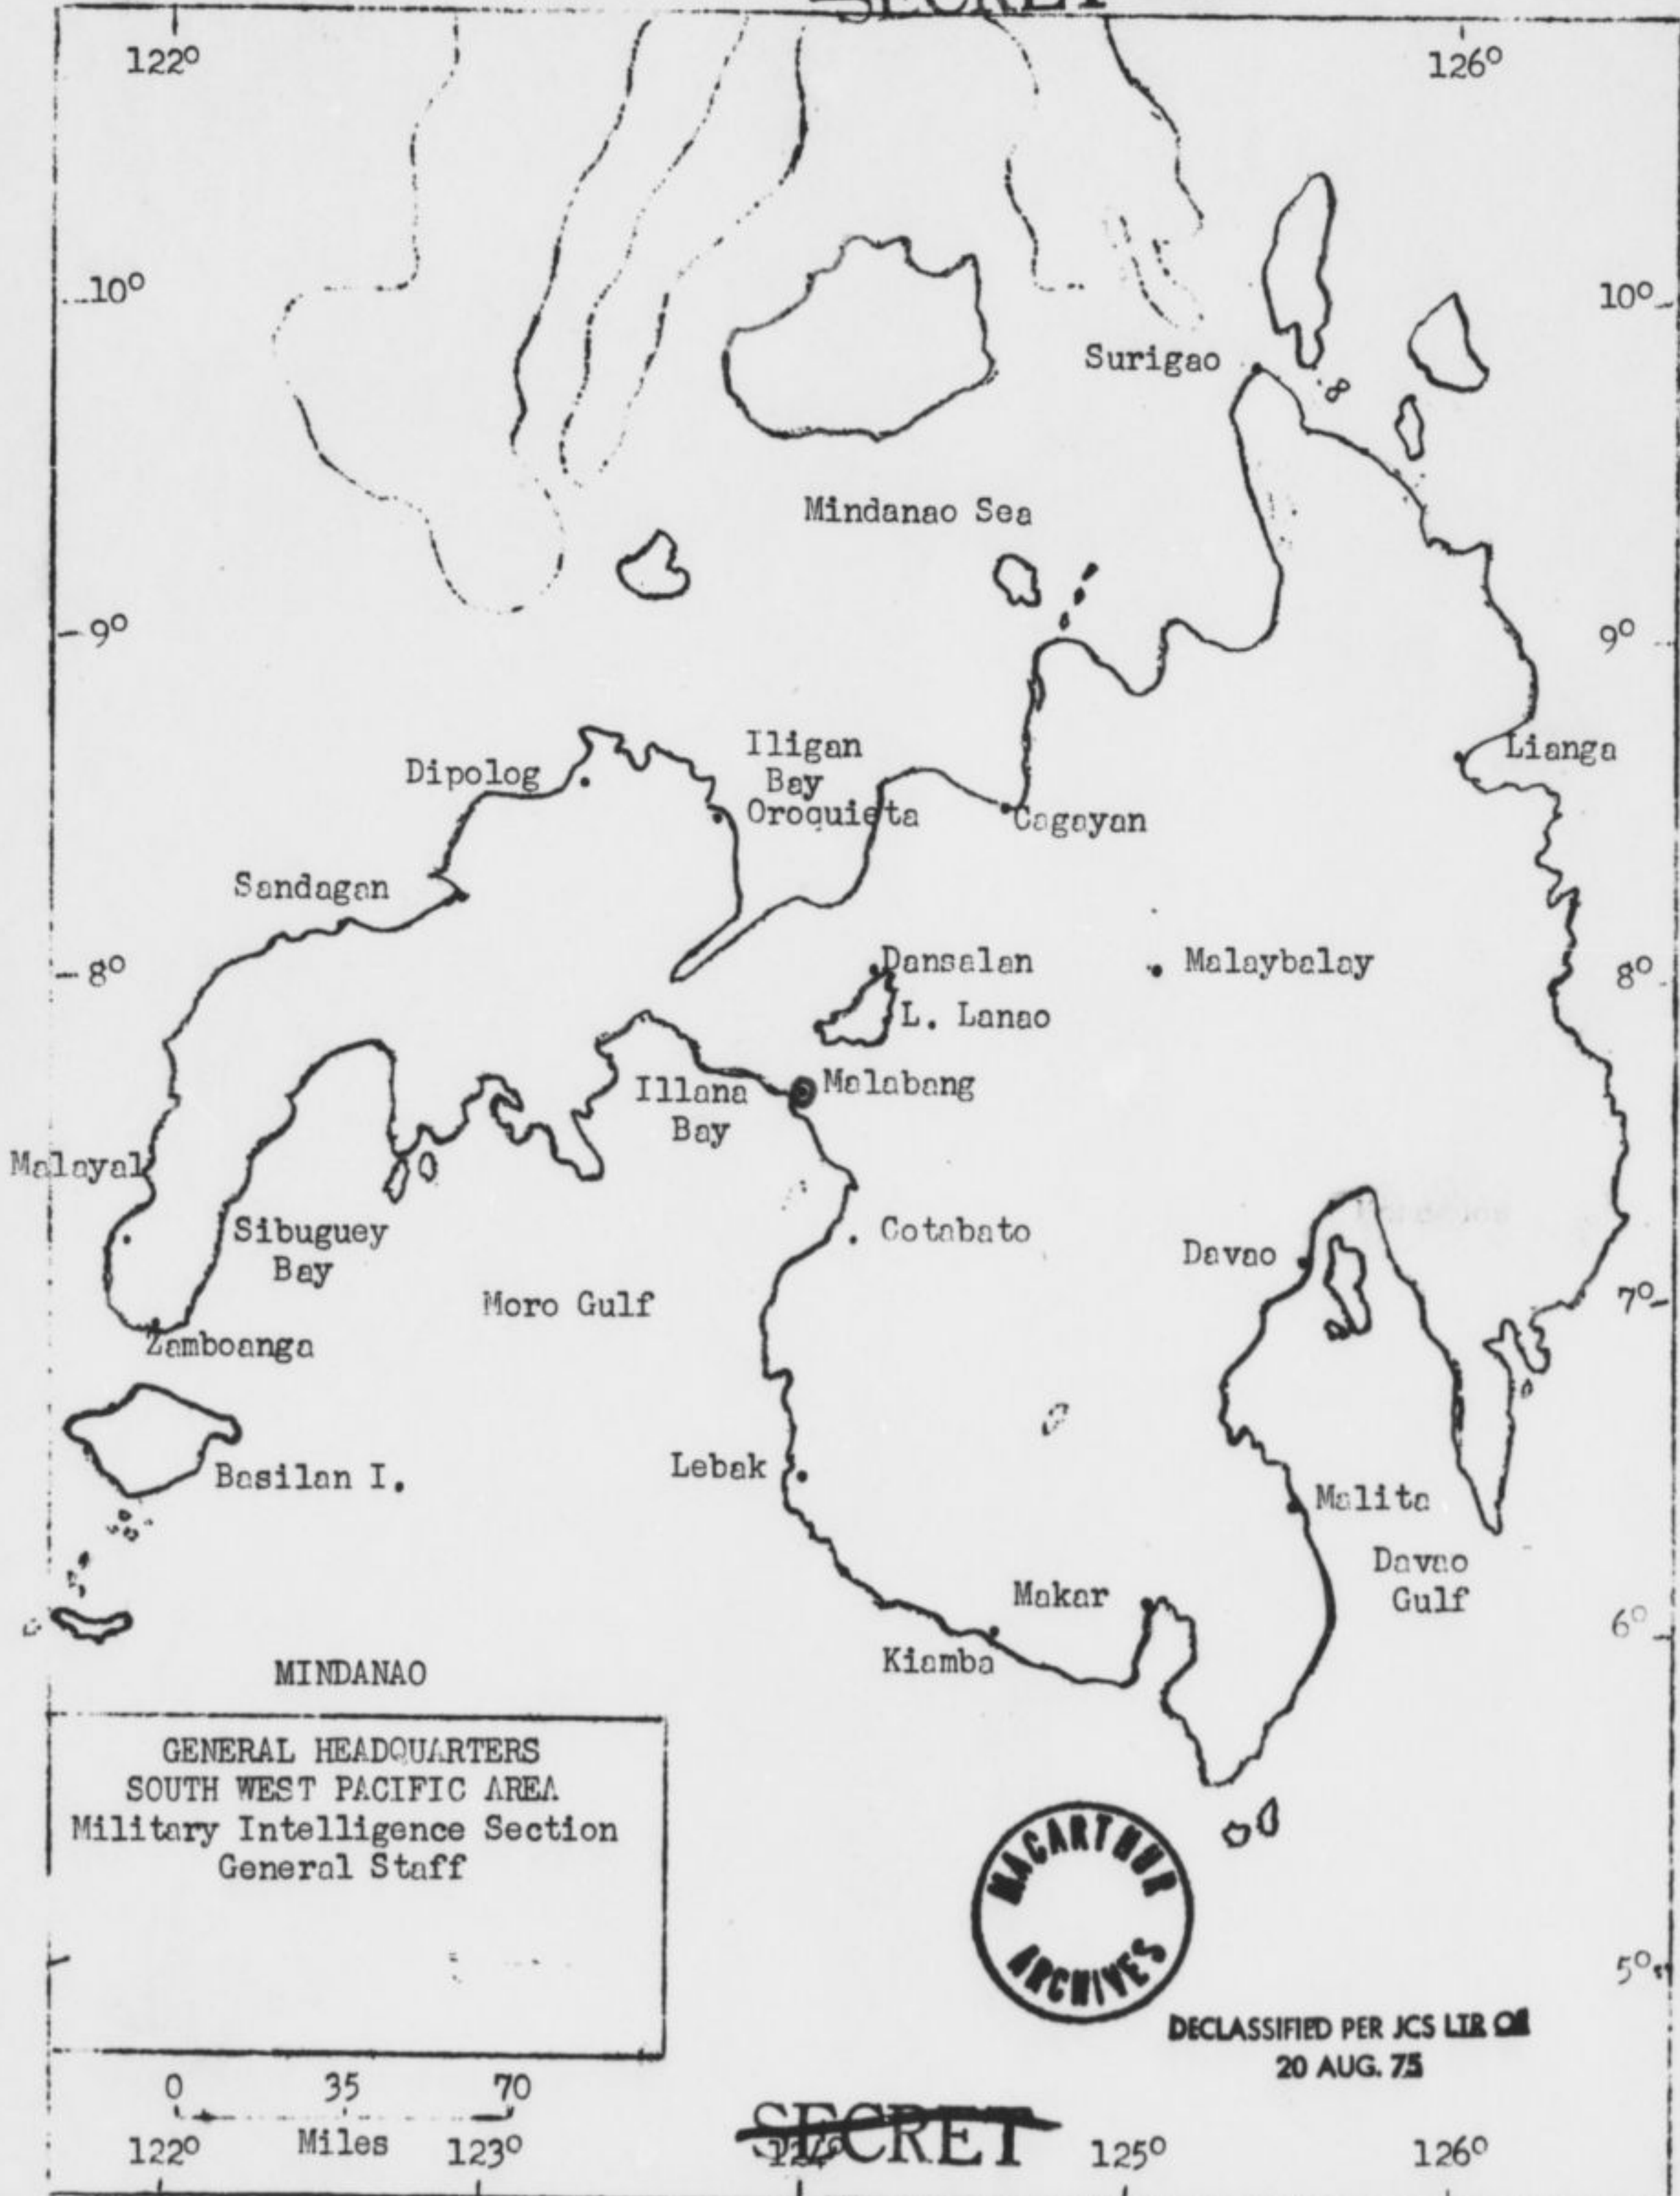 SECRET
122° 126°
10° 10°
Surigao
Mindanao Sea
9° 9°
Iligan
Bay
Dipolog
Oroquieta
Cagayan
Lianga
Sandagan
8° 8°
Dansalan
Malaybalay
L. Lanao
Illana
Bay
Malabang
Malayal
Sibuguey
Bay
Cotabato
Davao
Moro Gulf
7°
Zamboanga
Basilan I.
Lebak
Malita
Davao
Gulf
Makar
6°
Kiamba
MINDANAO
GENERAL HEADQUARTERS
SOUTH WEST PACIFIC AREA
Military Intelligence Section
General Staff
MACARTHUR
ARCHIVES
5°
DECLASSIFIED PER JCS LTR OF
20 AUG. 75
0 35 70
Miles
SECRET
122° 123° 124° 125° 126°